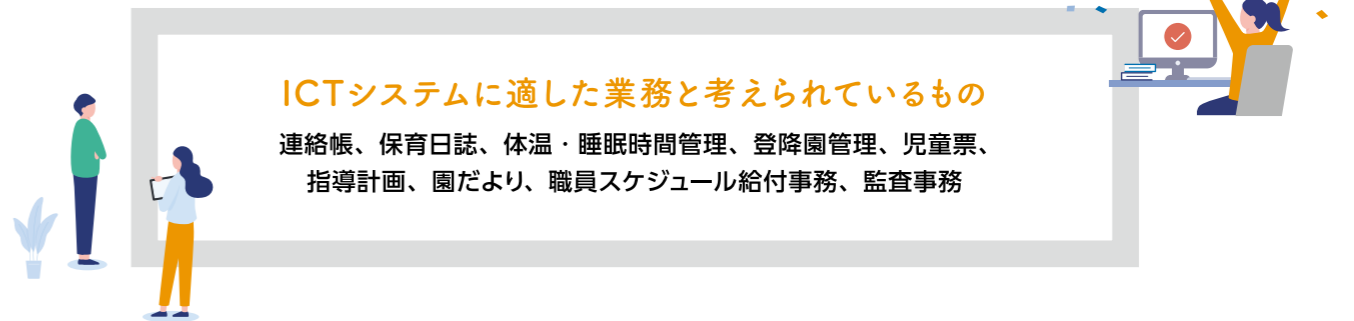 ICTシステムに適した業務と考えられているもの
連絡帳、保育日誌、体温・睡眠時間管理、登降園管理、児童票、
指導計画、園だより、職員スケジュール給付事務、監査事務